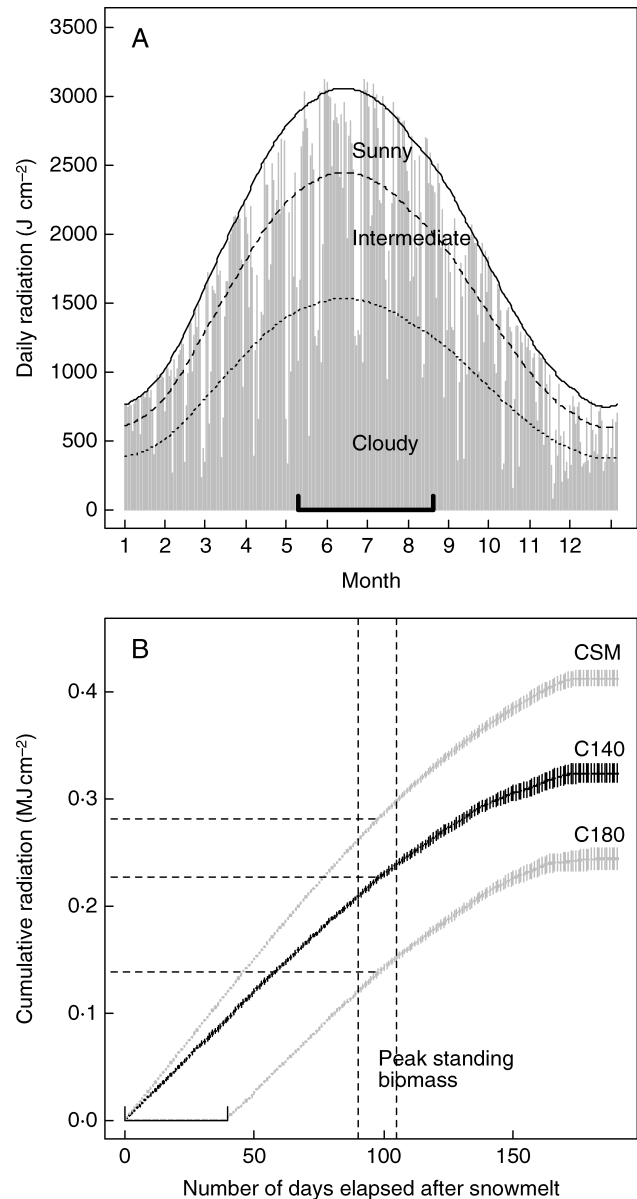 A
3500
3000
2500
2000
1500
1000
500
0
Daily radiation (J cm−2)
Sunny
Intermediate
Cloudy
1 2 3 4 5 6 7 8 9 10 11 12
Month
B
CSM
C140
C180
0·4
0·3
0·2
0·1
0·0
Cumulative radiation (MJ cm−2)
Peak standing
biomass
0 50 100 150
Number of days elapsed after snowmelt